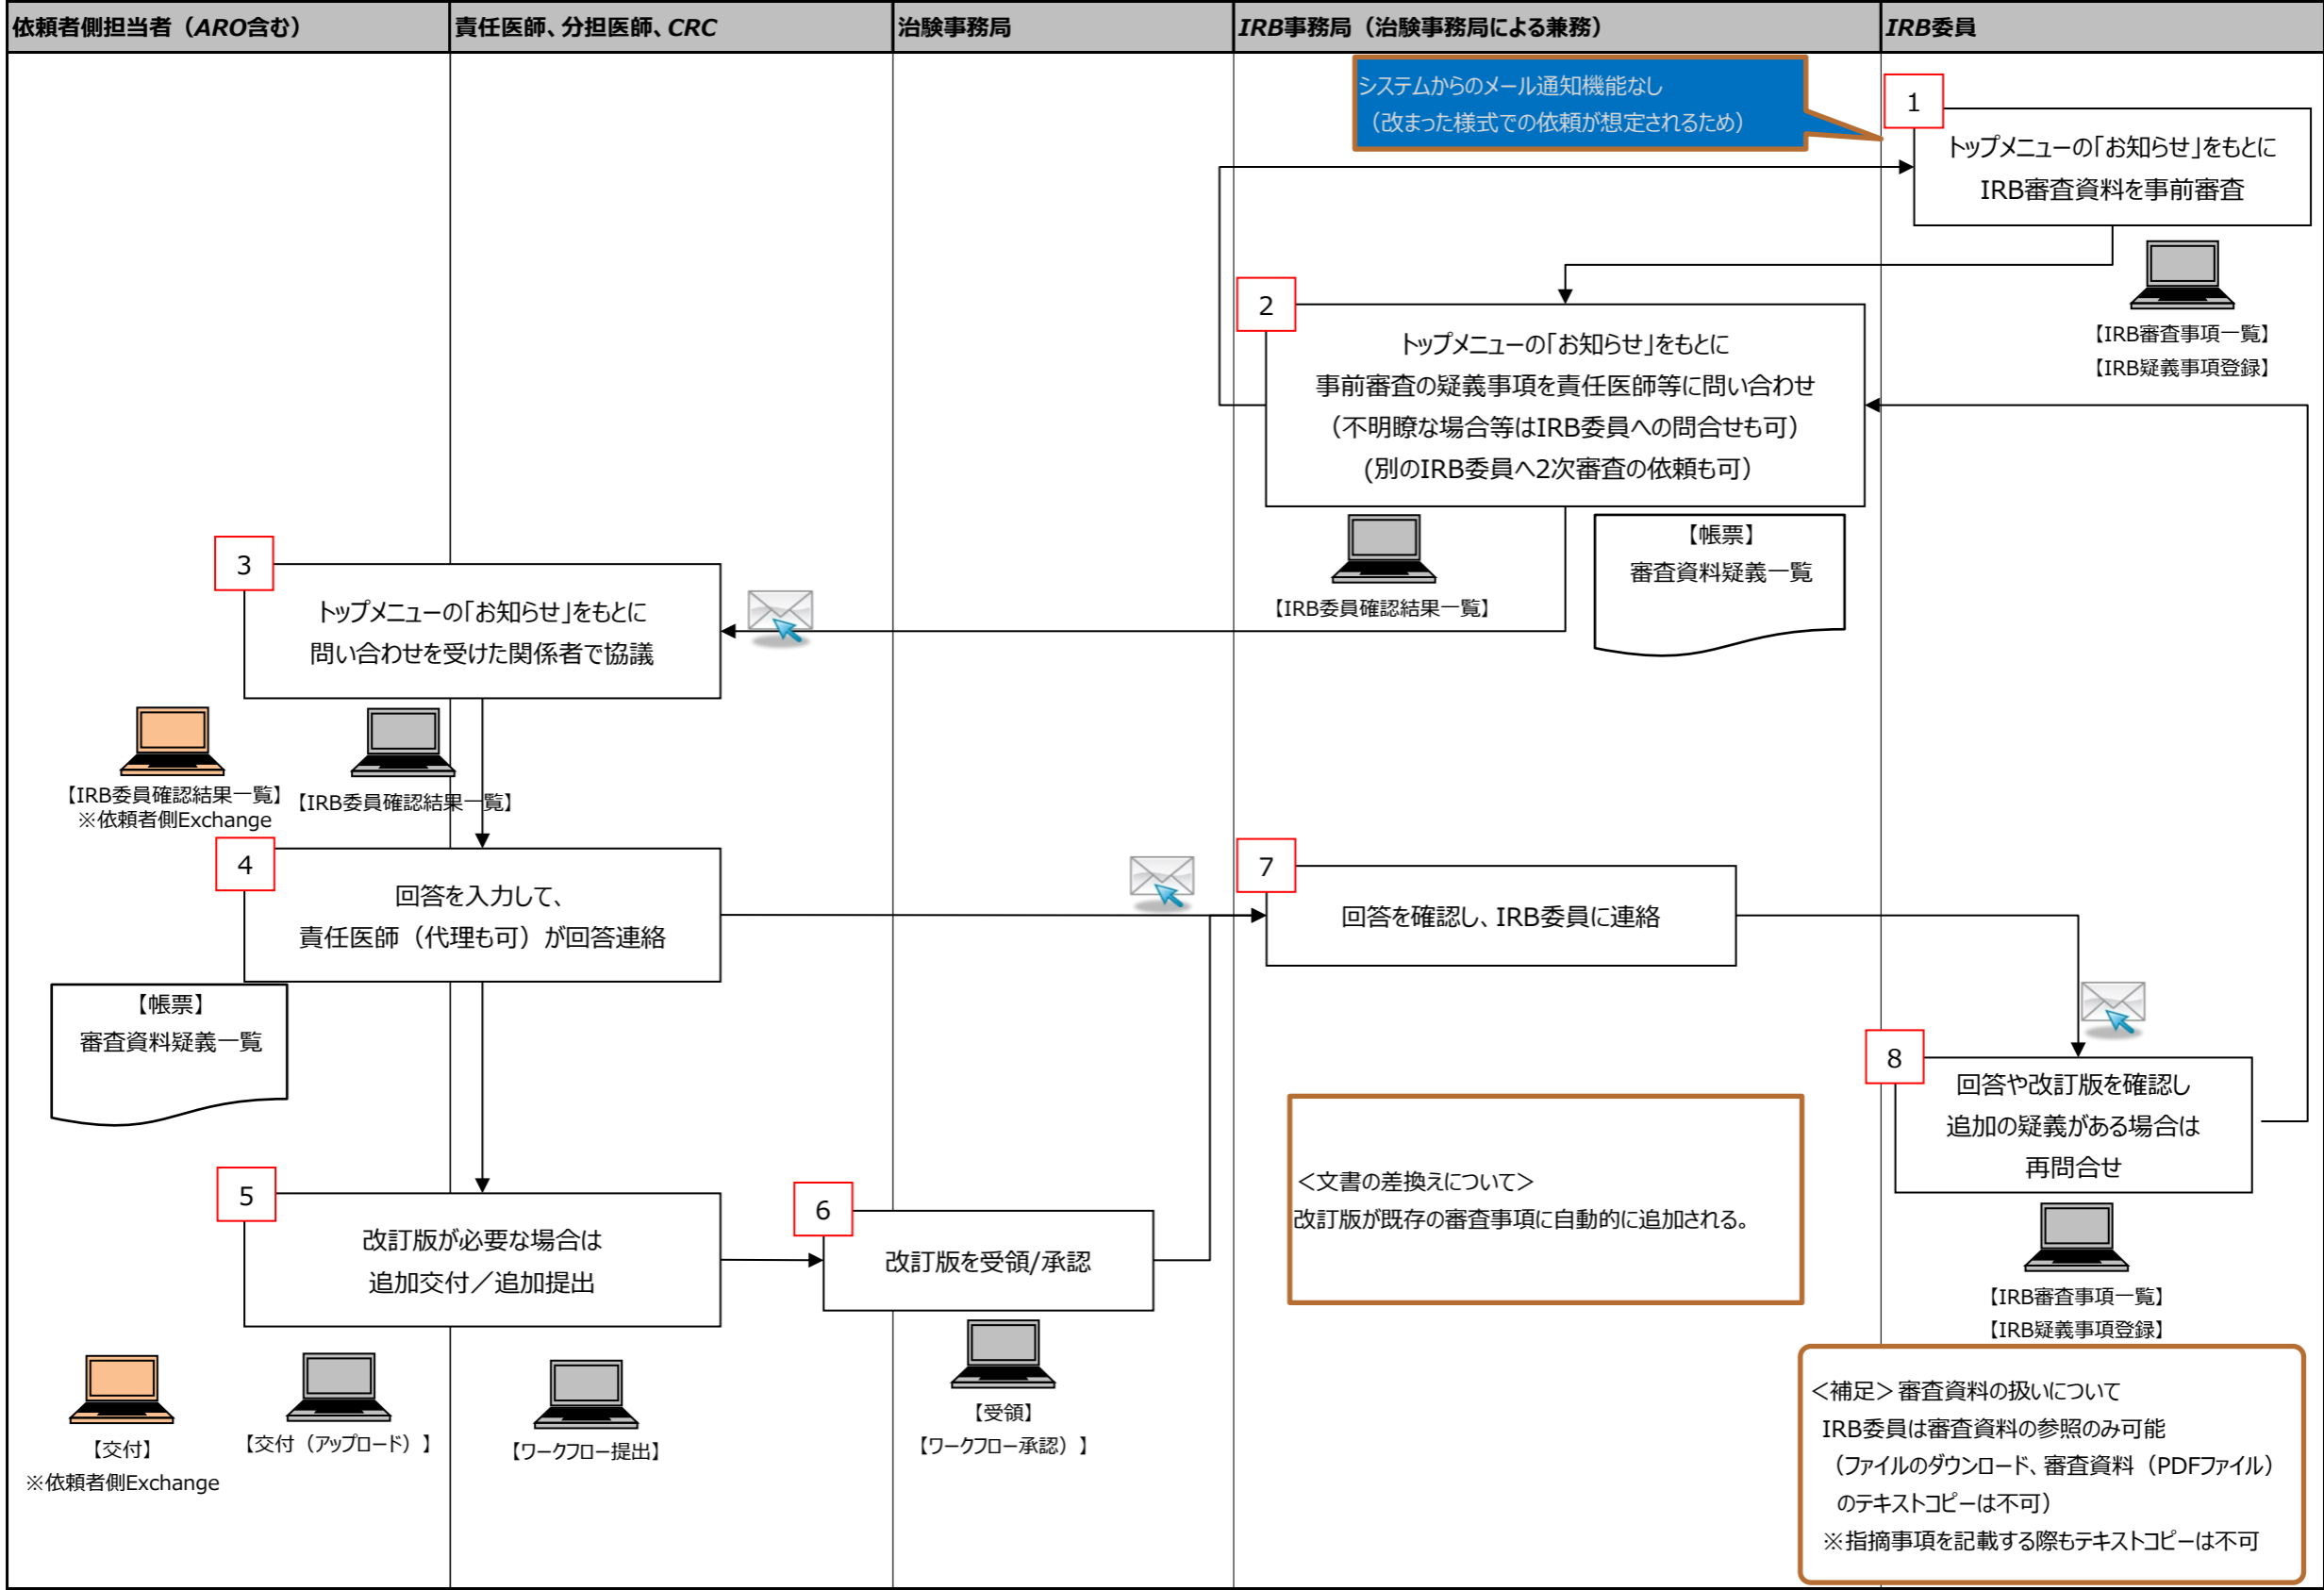 依頼者側担当者（ARO含む）
責任医師、分担医師、CRC
治験事務局
IRB事務局（治験事務局による兼務）
IRB委員
システムからのメール通知機能なし
（改まった様式での依頼が想定されるため）
1
トップメニューの「お知らせ」をもとに
IRB審査資料を事前審査
【IRB審査事項一覧】
【IRB疑義事項登録】
2
トップメニューの「お知らせ」をもとに
事前審査の疑義事項を責任医師等に問い合わせ
（不明瞭な場合等はIRB委員への問合せも可）
(別のIRB委員へ2次審査の依頼も可）
【IRB委員確認結果一覧】
【帳票】
審査資料疑義一覧
3
トップメニューの「お知らせ」をもとに
問い合わせを受けた関係者で協議
【IRB委員確認結果一覧】
※依頼者側Exchange
【IRB委員確認結果一覧】
4
回答を入力して、
責任医師（代理も可）が回答連絡
【帳票】
審査資料疑義一覧
5
改訂版が必要な場合は
追加交付／追加提出
【交付】
※依頼者側Exchange
【交付（アップロード）】
【ワークフロー提出】
6
改訂版を受領/承認
【受領】
【ワークフロー承認）】
7
回答を確認し、IRB委員に連絡
＜文書の差換えについて＞
改訂版が既存の審査事項に自動的に追加される。
8
回答や改訂版を確認し
追加の疑義がある場合は
再問合せ
【IRB審査事項一覧】
【IRB疑義事項登録】
＜補足＞審査資料の扱いについて
IRB委員は審査資料の参照のみ可能
（ファイルのダウンロード、審査資料（PDFファイル）
のテキストコピーは不可）
※指摘事項を記載する際もテキストコピーは不可